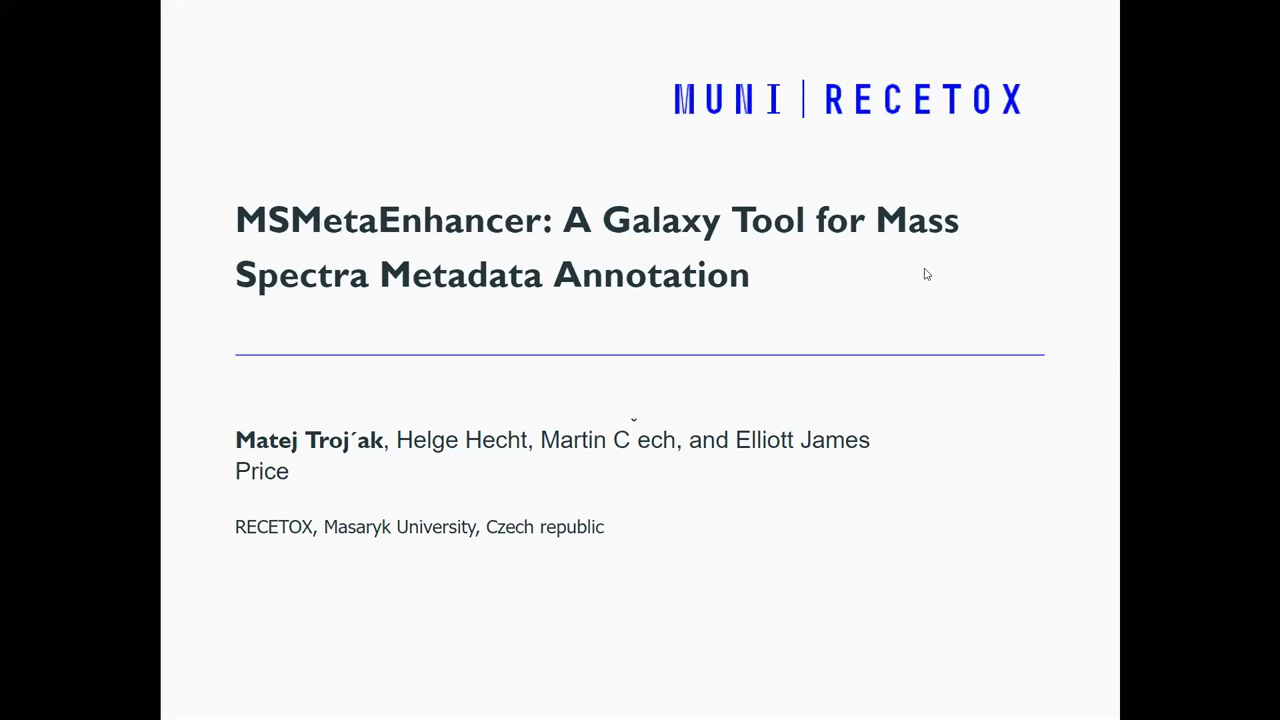 MUNI | RECETOX
MSMetaEnhancer: A Galaxy Tool for Mass
Spectra Metadata Annotation
Matej Troj´ak, Helge Hecht, Martin Cˇech, and Elliott James
Price
RECETOX, Masaryk University, Czech republic